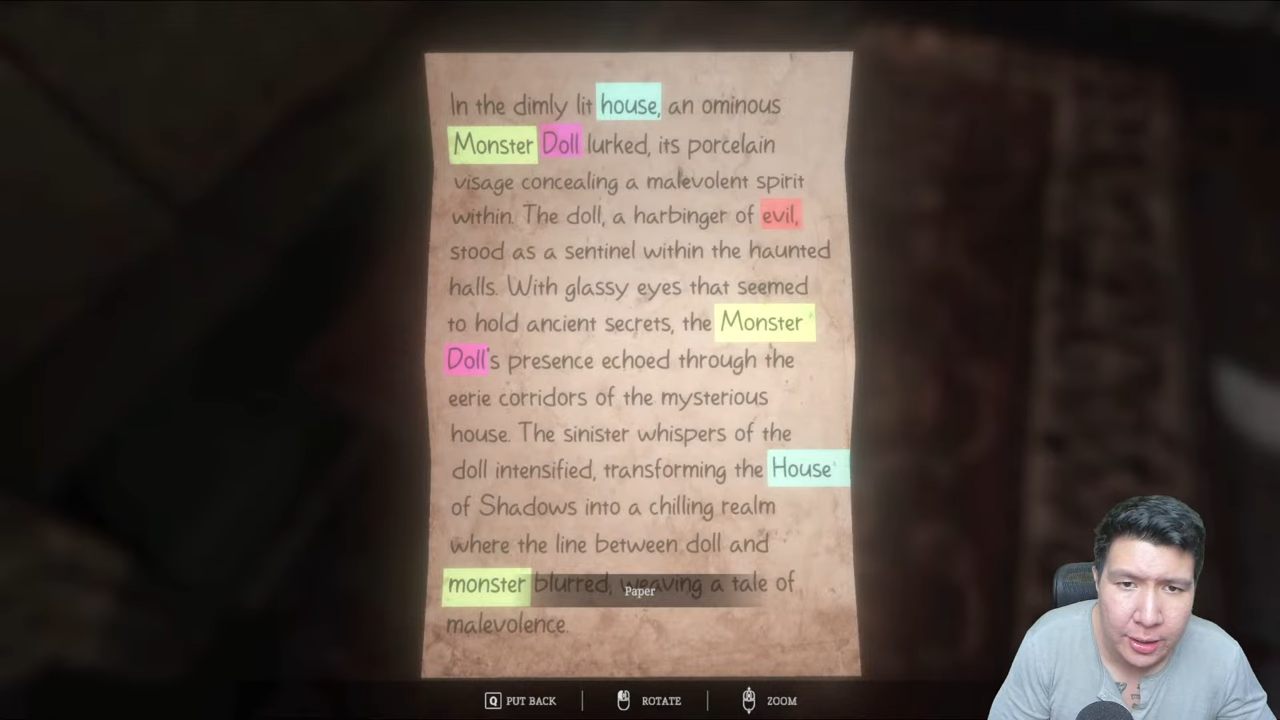 In the dimly lit house, an ominous
Monster Doll lurked, its porcelain
visage concealing a malevolent spirit
within. The doll, a harbinger of evil,
stood as a sentinel within the haunted
halls. With glassy eyes that seemed
to hold ancient secrets, the Monster
Doll's presence echoed through the
eerie corridors of the mysterious
house. The sinister whispers of the
doll intensified, transforming the House
of Shadows into a chilling realm
where the line between doll and
monster blurred, weaving a tale of
Paper
malevolence.
Q PUT BACK ROTATE ZOOM